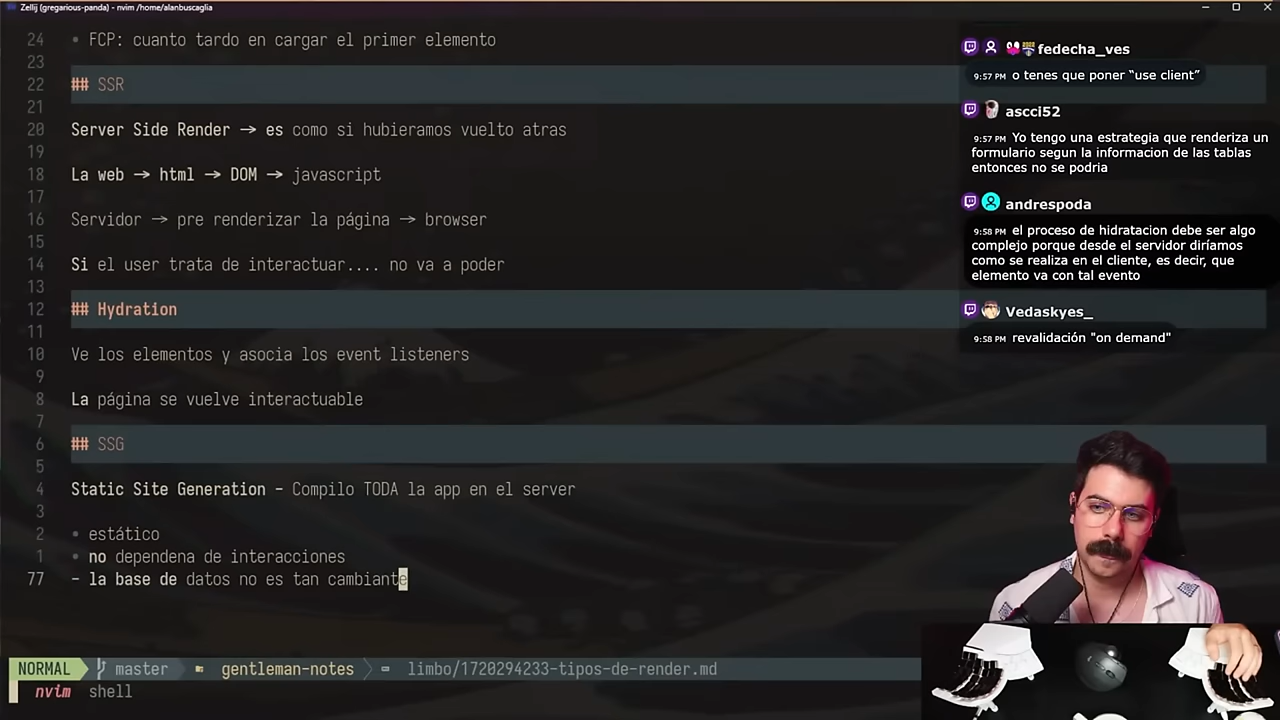 Zellij (gregarious-panda) - nvim /home/alanbuscaglia
24 • FCP: cuanto tardo en cargar el primer elemento
23
22 ## SSR
21
20 Server Side Render → es como si hubieramos vuelto atras
19
18 La web → html → DOM → javascript
17
16 Servidor → pre renderizar la página → browser
15
14 Si el user trata de interactuar.... no va a poder
13
12 ## Hydration
11
10 Ve los elementos y asocia los event listeners
9
8 La página se vuelve interactuable
7
6 ## SSG
5
4 Static Site Generation - Compilo TODA la app en el server
3
2 • estático
1 • no dependena de interacciones
77 - la base de datos no es tan cambiante
NORMAL master gentleman-notes limbo/1720294233-tipos-de-render.md
nvim shell
fedecha_ves
9:57 PM o tenes que poner “use client”
ascci52
9:57 PM Yo tengo una estrategia que renderiza un
formulario segun la informacion de las tablas
entonces no se podria
andrespoda
9:58 PM el proceso de hidratacion debe ser algo
complejo porque desde el servidor diríamos
como se realiza en el cliente, es decir, que
elemento va con tal evento
Vedaskyes_
9:58 PM revalidación "on demand"